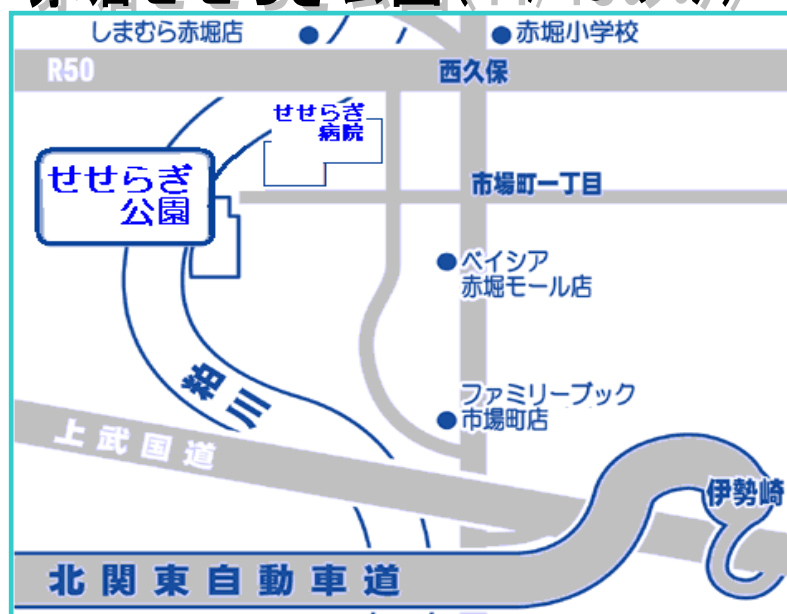 しまむら赤堀店
赤堀小学校
R50
西久保
せせらぎ
病院
せせらぎ
公園
市場町一丁目
ベイシア
赤堀モール店
ファミリーブック
市場町店
粕川
上武国道
伊勢崎
北関東自動車道